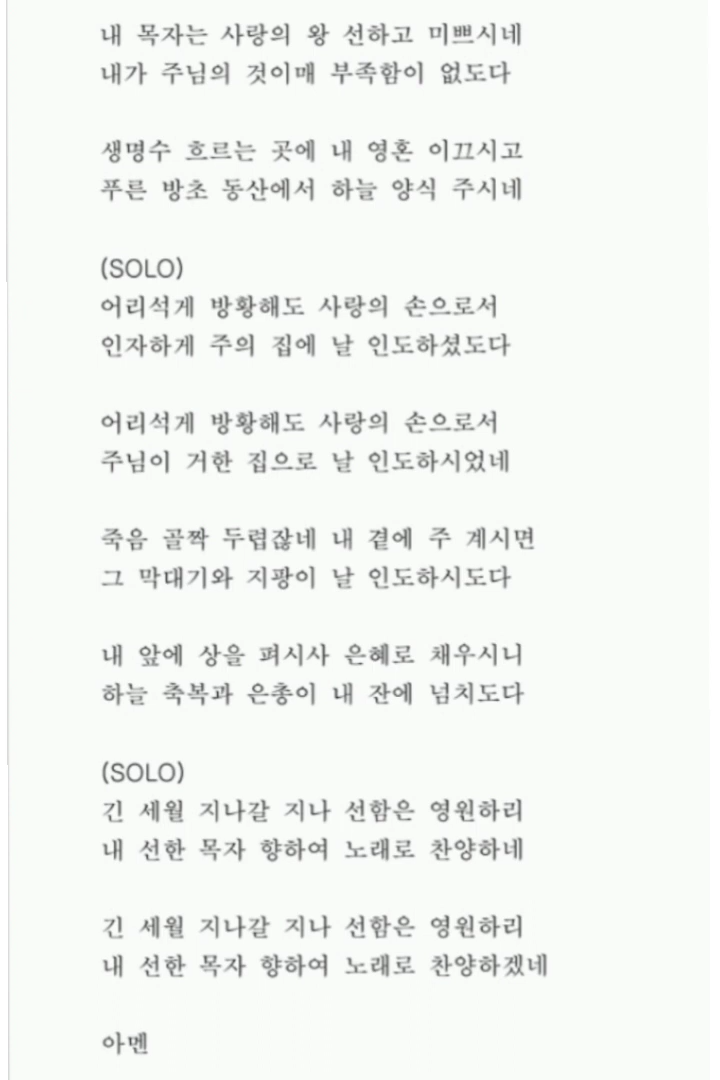 내 목자는 사랑의 왕 선하고 미쁘시네
내가 주님의 것이매 부족함이 없도다
생명수 흐르는 곳에 내 영혼 이끄시고
푸른 방초 동산에서 하늘 양식 주시네
(SOLO)
어리석게 방황해도 사랑의 손으로서
인자하게 주의 집에 날 인도하셨도다
어리석게 방황해도 사랑의 손으로서
주님이 거한 집으로 날 인도하시었네
죽음 골짝 두렵잖네 내 곁에 주 계시면
그 막대기와 지팡이 날 인도하시도다
내 앞에 상을 펴시사 은혜로 채우시니
하늘 축복과 은총이 내 잔에 넘치도다
(SOLO)
긴 세월 지나갈 지나 선함은 영원하리
내 선한 목자 향하여 노래로 찬양하네
긴 세월 지나갈 지나 선함은 영원하리
내 선한 목자 향하여 노래로 찬양하겠네
아멘